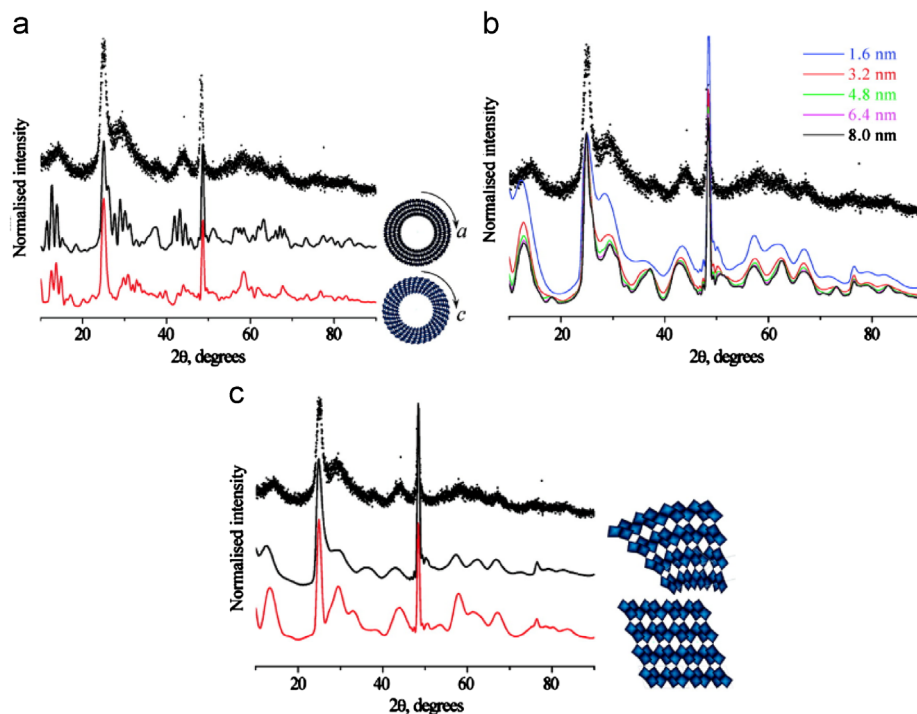 a
Normalised intensity
20
40
60
80
2θ, degrees
a
c
b
Normalised intensity
1.6 nm
3.2 nm
4.8 nm
6.4 nm
8.0 nm
20
40
60
80
2θ, degrees
c
Normalised intensity
20
40
60
80
2θ, degrees